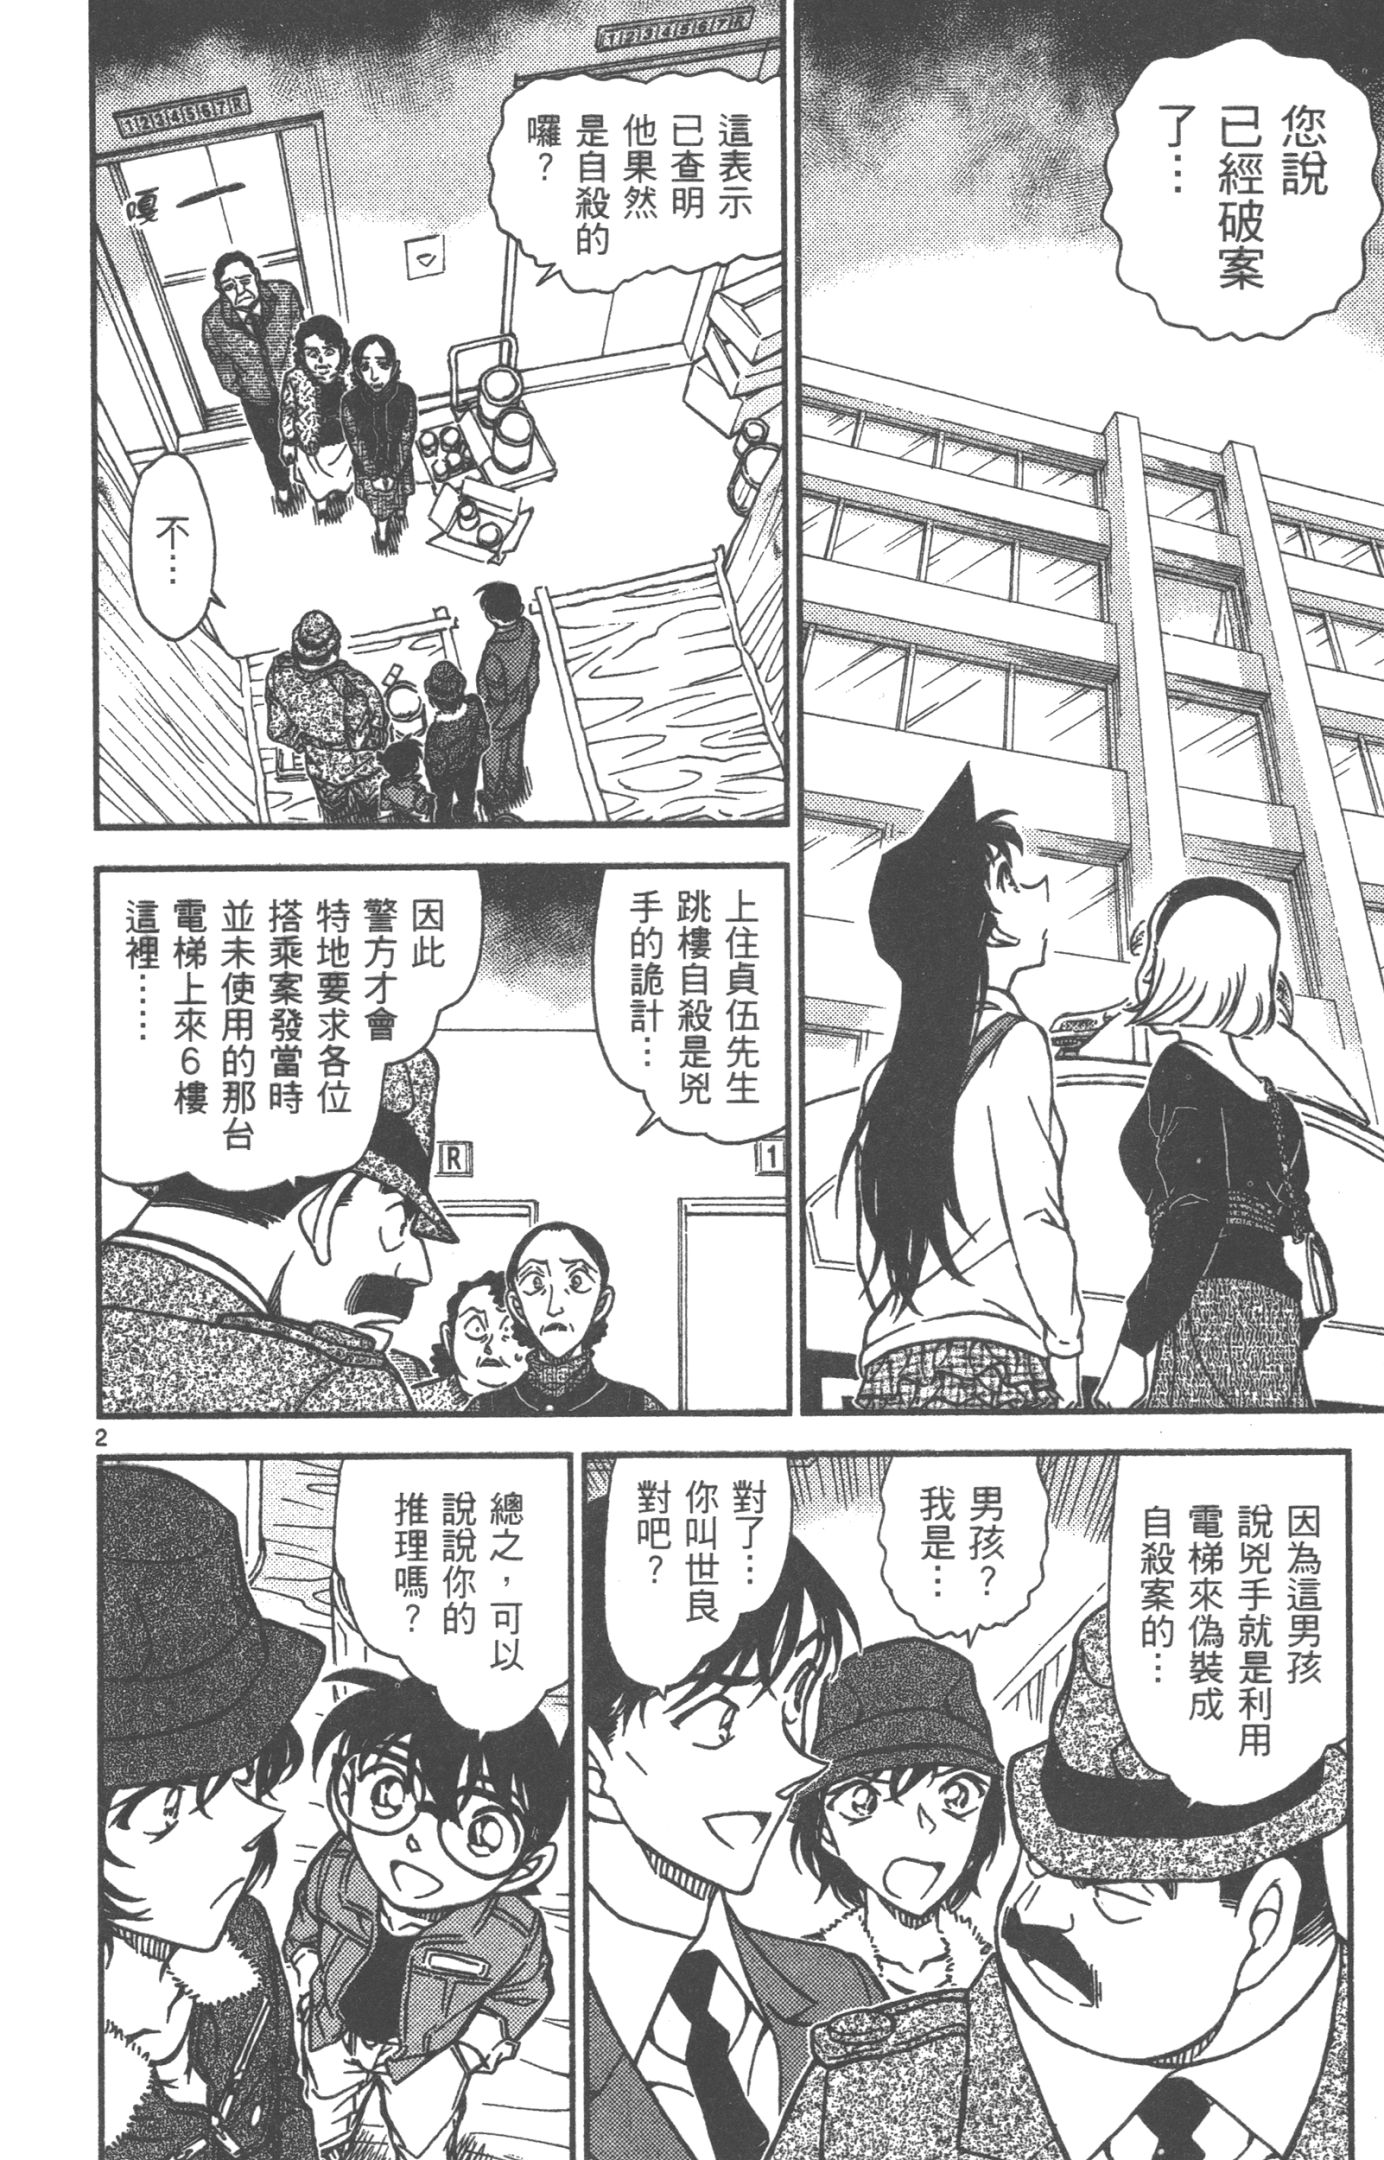 您說
已經破案
了…
1234567R
1234567R
這表示
已查明
他果然
是自殺的
囉？
嘎
不…
上住貞伍先生
跳樓自殺是兇
手的詭計…
因此
警方才會
特地要求各位
搭乘案發當時
並未使用的那台
電梯上來6樓
這裡……
R
1
2
因為這男孩
說兇手就是利用
電梯來偽裝成
自殺案的…
男孩？
我是…
對了…
你叫世良
對吧？
總之，可以
說說你的
推理嗎？